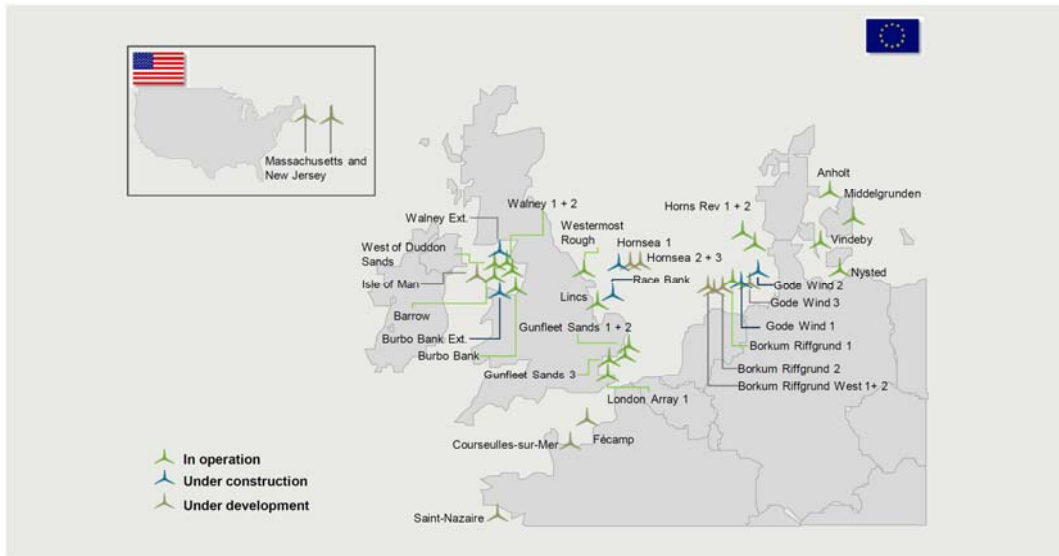 Massachusetts and
New Jersey
Anholt
Middelgrunden
Walney 1 + 2
Horns Rev 1 + 2
Walney Ext.
Westermost
Rough
Hornsea 1
Vindeby
West of Duddon
Sands
Hornsea 2 + 3
Nysted
Isle of Man
Race Bank
Gode Wind 2
Lincs
Gode Wind 3
Barrow
Gunfleet Sands 1 + 2
Gode Wind 1
Burbo Bank Ext.
Borkum Riffgrund 1
Burbo Bank
Borkum Riffgrund 2
Gunfleet Sands 3
Borkum Riffgrund West 1+ 2
London Array 1
Courseulles-sur-Mer
Fécamp
In operation
Under construction
Under development
Saint-Nazaire